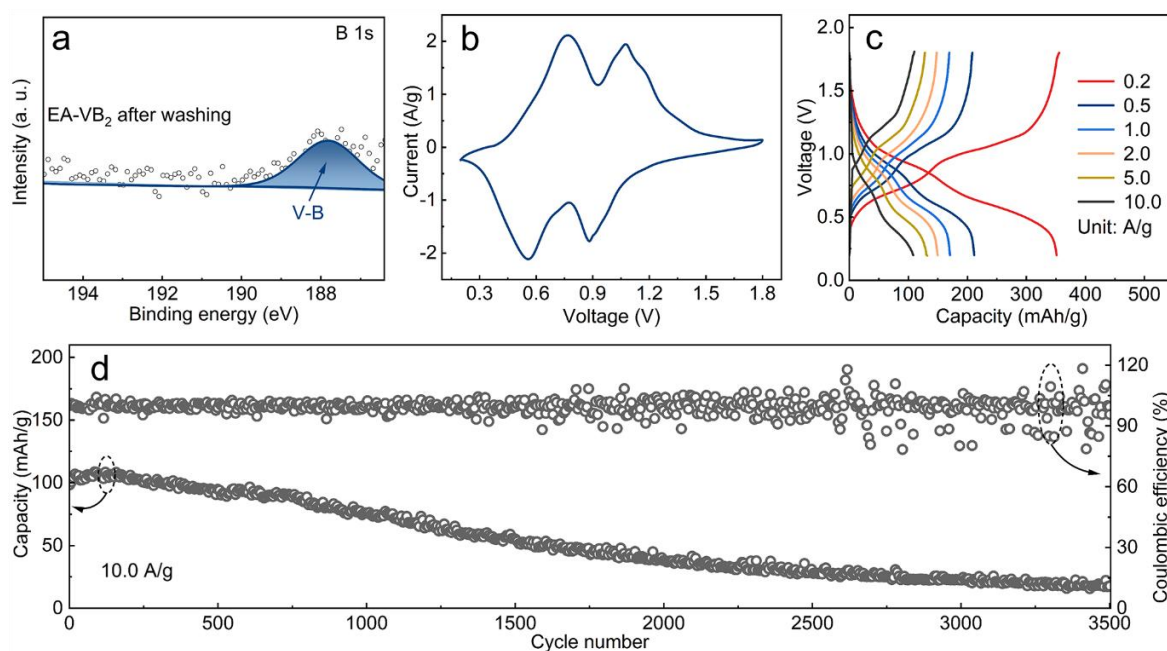 a
B 1s
EA-VB₂ after washing
V-B
Intensity (a. u.)
194 192 190 188
Binding energy (eV)
b
2
1
0
-1
-2
Current (A/g)
0.3 0.6 0.9 1.2 1.5 1.8
Voltage (V)
c
2.0
1.5
1.0
0.5
0.0
Voltage (V)
0 100 200 300 400 500
Capacity (mAh/g)
0.2
0.5
1.0
2.0
5.0
10.0
Unit: A/g
d
200
150
100
50
0
Capacity (mAh/g)
10.0 A/g
120
90
60
30
0
Coulombic efficiency (%)
0 500 1000 1500 2000 2500 3000 3500
Cycle number